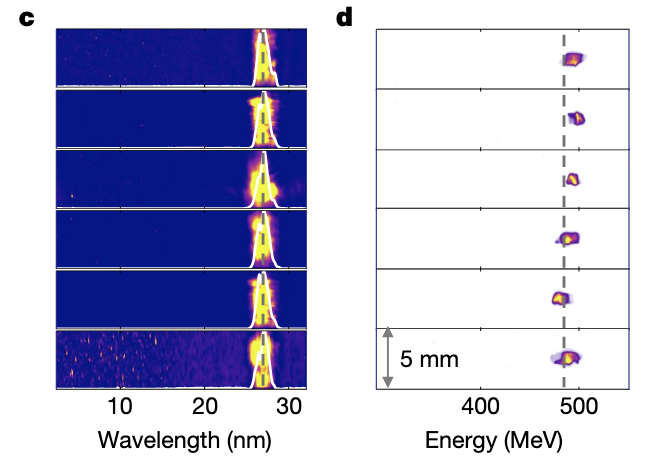 c
d
5 mm
10 20 30
400 500
Wavelength (nm)
Energy (MeV)